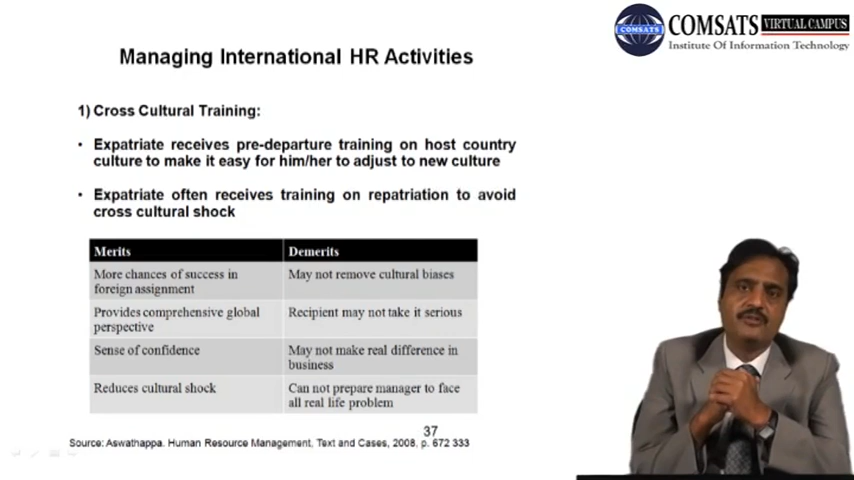 COMSATS VIRTUAL CAMPUS
COMSATS
Institute Of Information Technology
Managing International HR Activities
1) Cross Cultural Training:
• Expatriate receives pre-departure training on host country
culture to make it easy for him/her to adjust to new culture
• Expatriate often receives training on repatriation to avoid
cross cultural shock
Merits Demerits
More chances of success in
foreign assignment
May not remove cultural biases
Provides comprehensive global
perspective
Recipient may not take it serious
Sense of confidence
May not make real difference in
business
Reduces cultural shock
Can not prepare manager to face
all real life problem
37
Source: Aswathappa. Human Resource Management, Text and Cases, 2008, p. 672 333